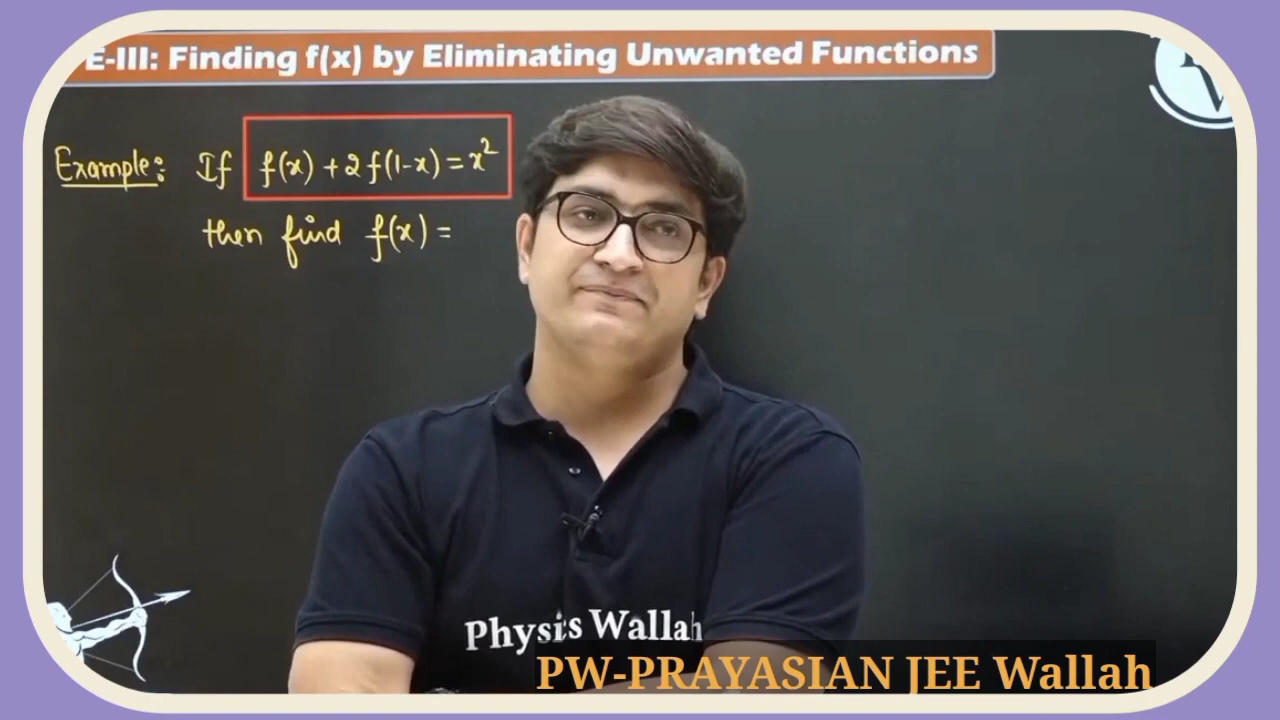 E-III: Finding f(x) by Eliminating Unwanted Functions
Example: If f(x) + 2f(1-x) = x²
then find f(x) =
Physics Wallah
PW-PRAYASIAN JEE Wallah